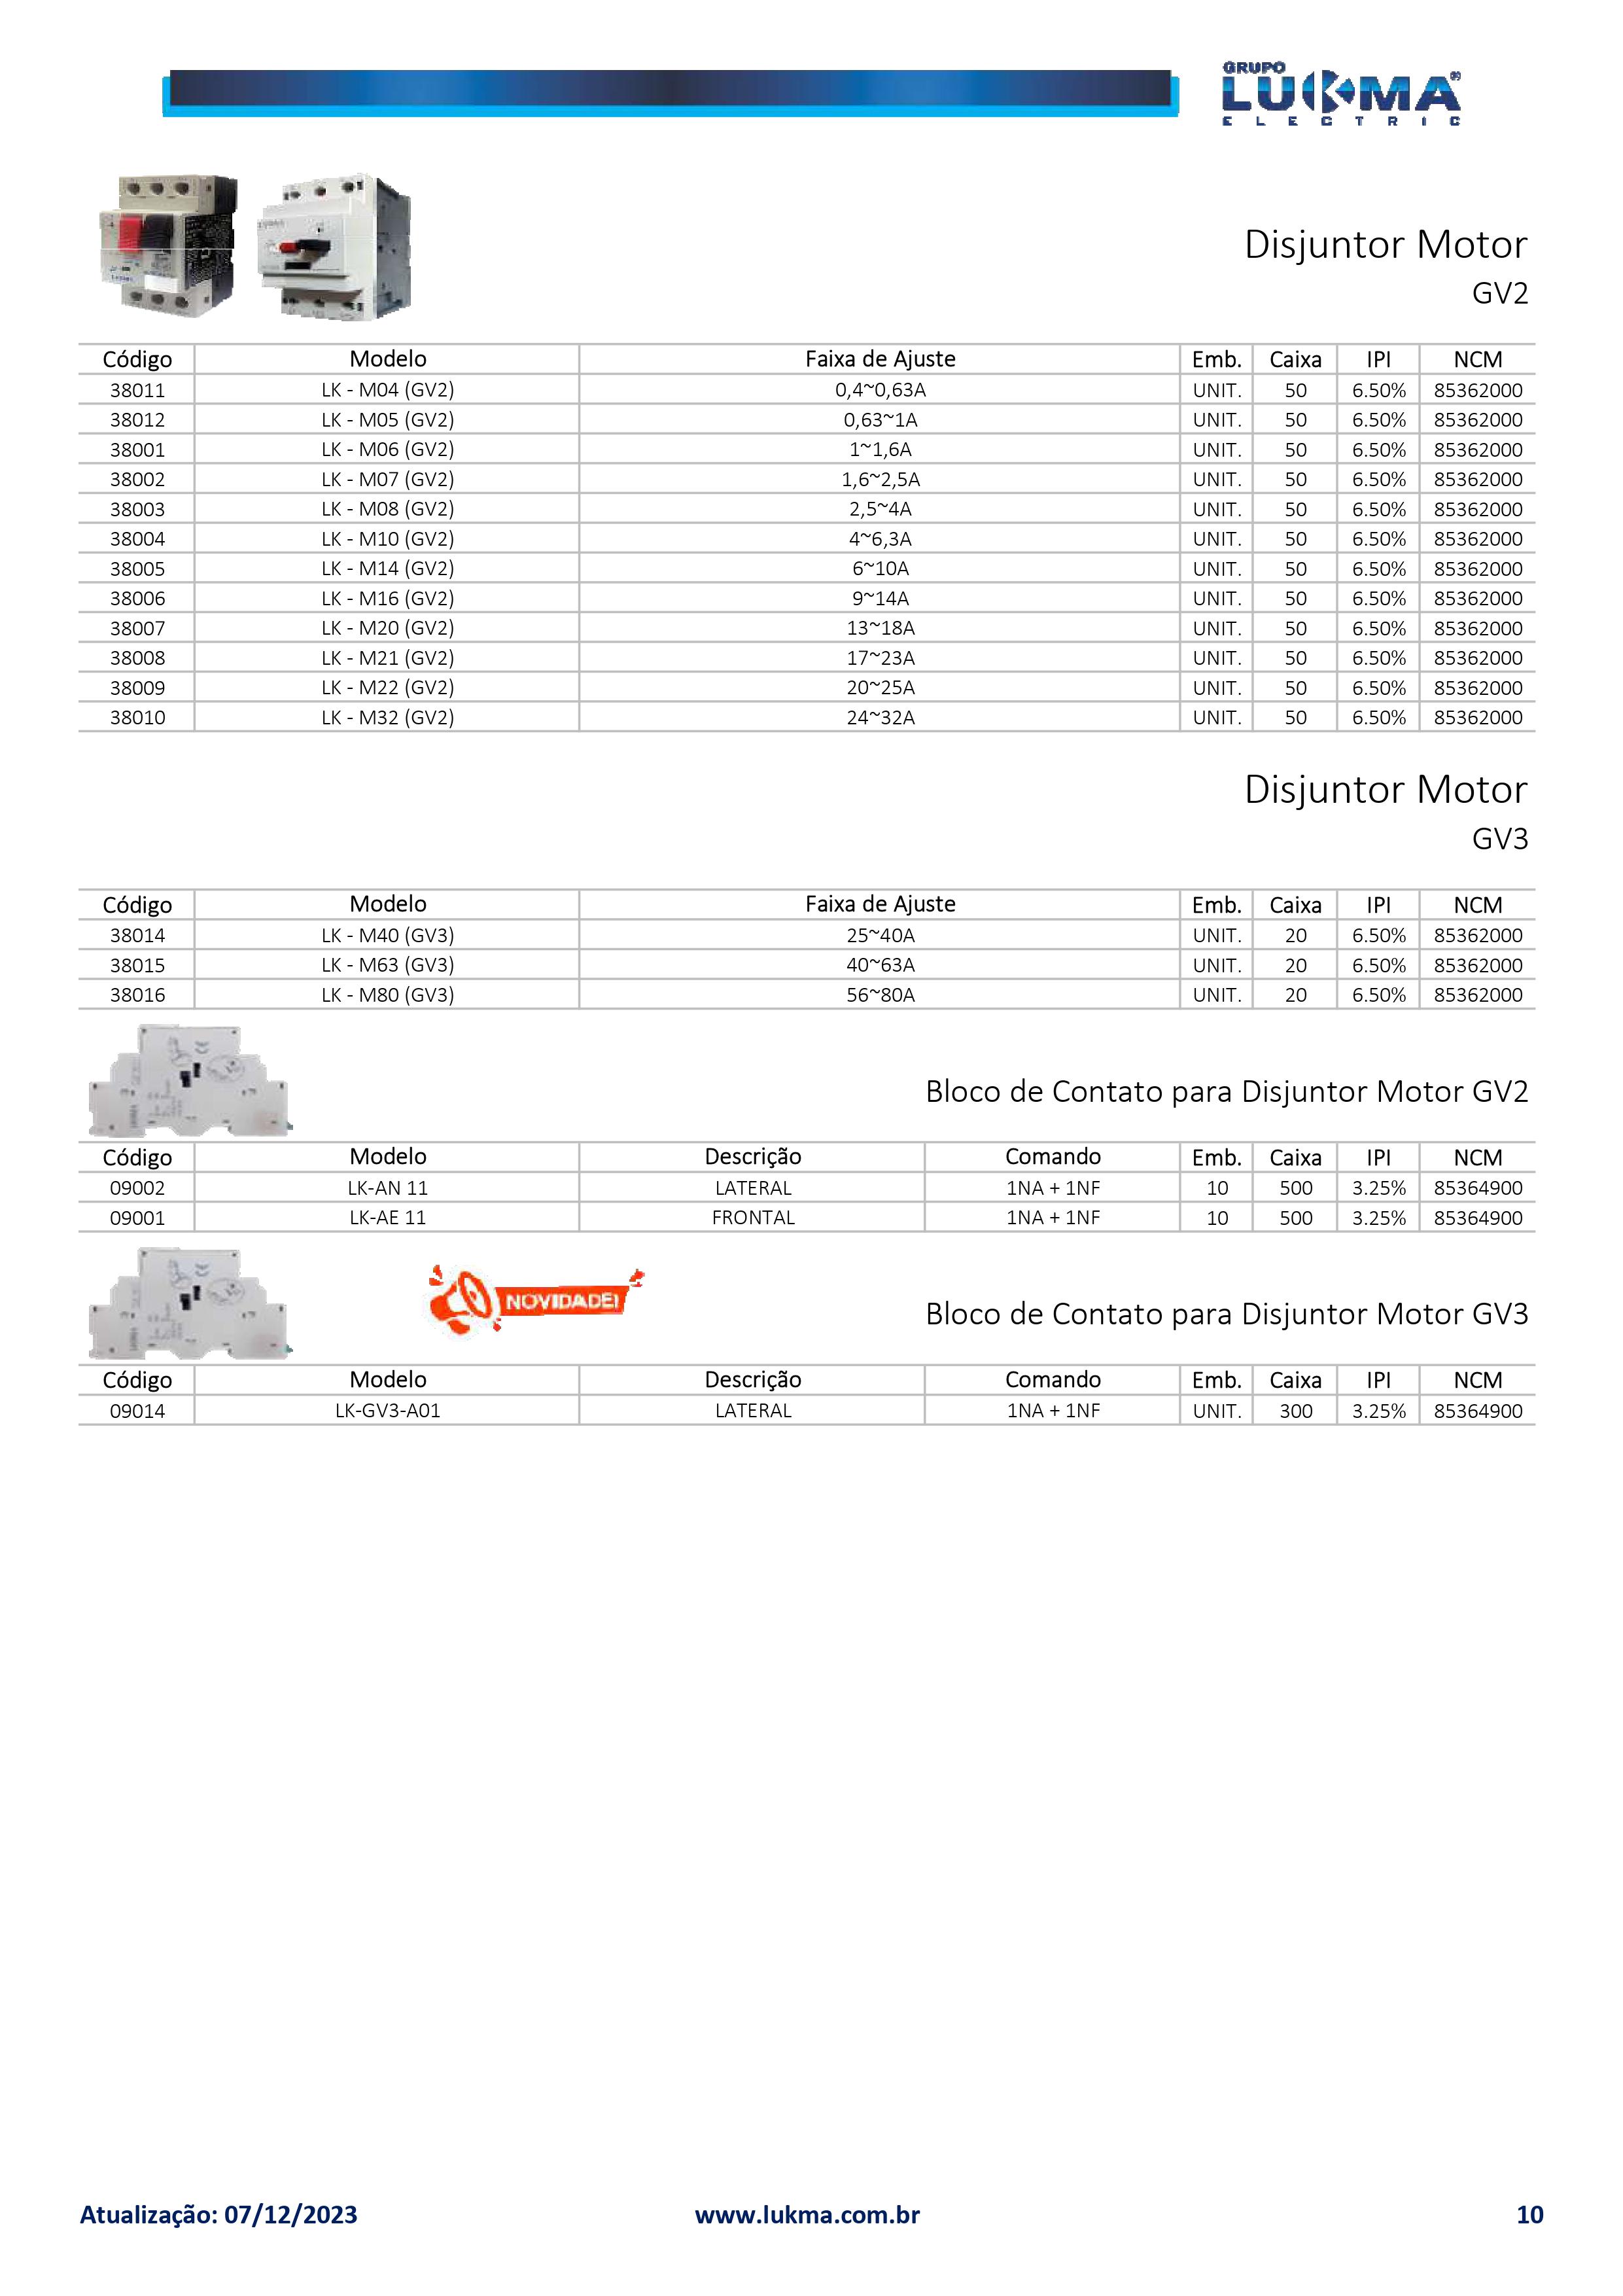 GRUPO
LUKMA®
ELECTRIC
Disjuntor Motor
GV2
Código Modelo Faixa de Ajuste Emb. Caixa IPI NCM
38011 LK - M04 (GV2) 0,4~0,63A UNIT. 50 6.50% 85362000
38012 LK - M05 (GV2) 0,63~1A UNIT. 50 6.50% 85362000
38001 LK - M06 (GV2) 1~1,6A UNIT. 50 6.50% 85362000
38002 LK - M07 (GV2) 1,6~2,5A UNIT. 50 6.50% 85362000
38003 LK - M08 (GV2) 2,5~4A UNIT. 50 6.50% 85362000
38004 LK - M10 (GV2) 4~6,3A UNIT. 50 6.50% 85362000
38005 LK - M14 (GV2) 6~10A UNIT. 50 6.50% 85362000
38006 LK - M16 (GV2) 9~14A UNIT. 50 6.50% 85362000
38007 LK - M20 (GV2) 13~18A UNIT. 50 6.50% 85362000
38008 LK - M21 (GV2) 17~23A UNIT. 50 6.50% 85362000
38009 LK - M22 (GV2) 20~25A UNIT. 50 6.50% 85362000
38010 LK - M32 (GV2) 24~32A UNIT. 50 6.50% 85362000
Disjuntor Motor
GV3
Código Modelo Faixa de Ajuste Emb. Caixa IPI NCM
38014 LK - M40 (GV3) 25~40A UNIT. 20 6.50% 85362000
38015 LK - M63 (GV3) 40~63A UNIT. 20 6.50% 85362000
38016 LK - M80 (GV3) 56~80A UNIT. 20 6.50% 85362000
Bloco de Contato para Disjuntor Motor GV2
Código Modelo Descrição Comando Emb. Caixa IPI NCM
09002 LK-AN 11 LATERAL 1NA + 1NF 10 500 3.25% 85364900
09001 LK-AE 11 FRONTAL 1NA + 1NF 10 500 3.25% 85364900
NOVIDADE!
Bloco de Contato para Disjuntor Motor GV3
Código Modelo Descrição Comando Emb. Caixa IPI NCM
09014 LK-GV3-A01 LATERAL 1NA + 1NF UNIT. 300 3.25% 85364900
Atualização: 07/12/2023 www.lukma.com.br 10